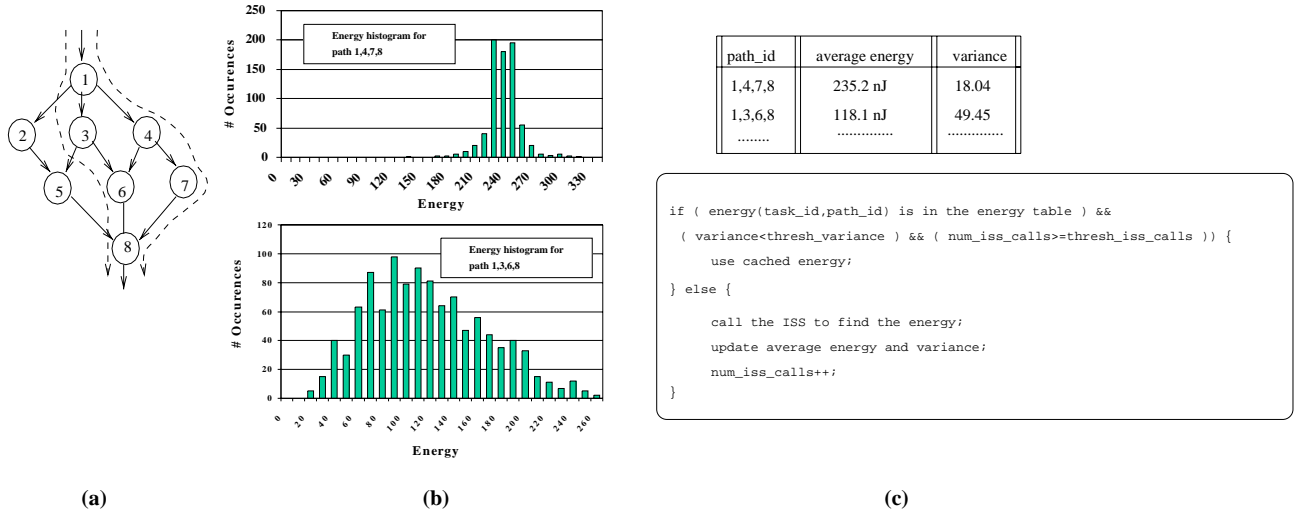 1
2
3
4
5
6
7
8
(a)
250
200
150
100
50
0
# Occurences
Energy histogram for
path 1,4,7,8
0 30 60 90 120 150 180 210 240 270 300 330
Energy
120
100
80
60
40
20
0
# Occurences
Energy histogram for
path 1,3,6,8
0 20 40 60 80 100 120 140 160 180 200 220 240 260
Energy
(b)
path_id average energy variance
1,4,7,8 235.2 nJ 18.04
1,3,6,8 118.1 nJ 49.45
........ .............. ..............
if ( energy(task_id,path_id) is in the energy table ) &&
( variance<thresh_variance ) && ( num_iss_calls>=thresh_iss_calls )) {
use cached energy;
} else {
call the ISS to find the energy;
update average energy and variance;
num_iss_calls++;
}
(c)